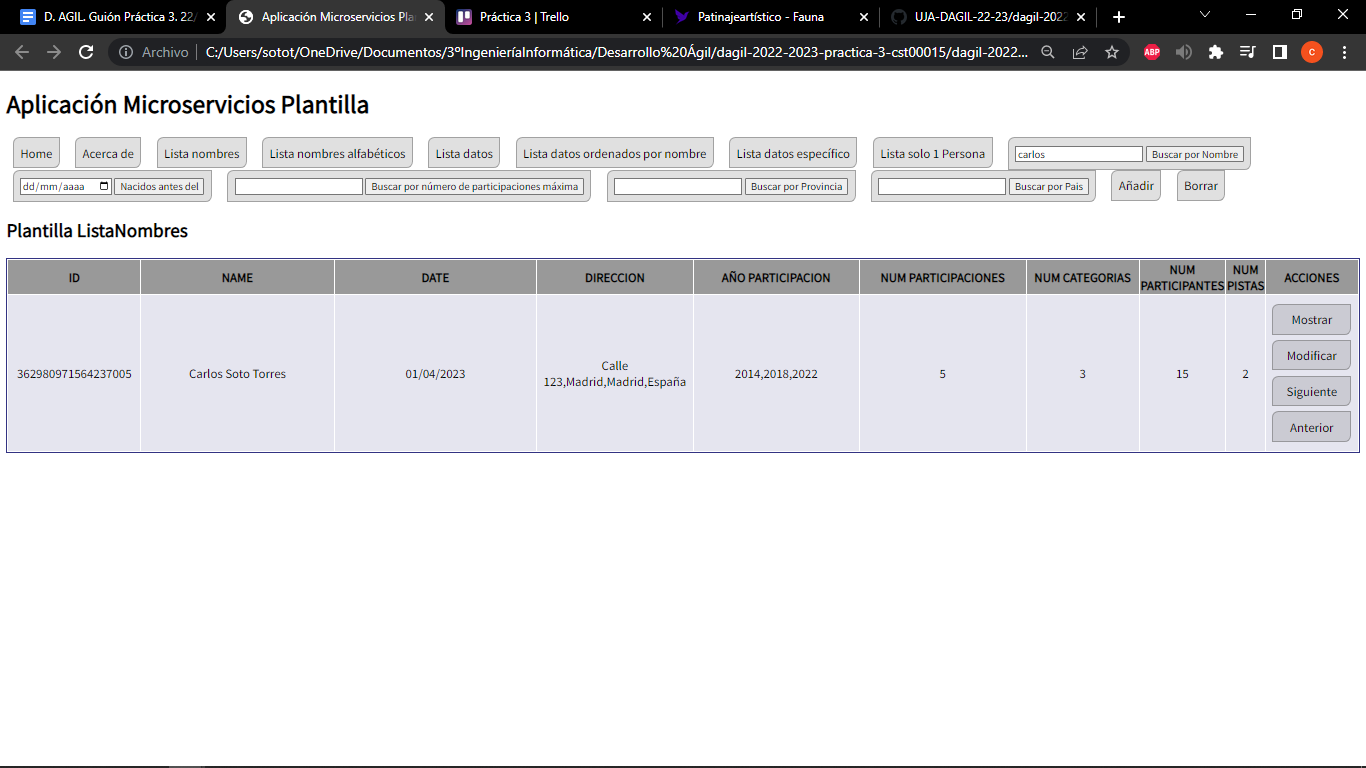 D. AGIL. Guión Práctica 3. 22/
Aplicación Microservicios Pla
Práctica 3 | Trello
Patinajeartístico - Fauna
UJA-DAGIL-22-23/dagil-2022
Archivo
C:/Users/sotot/OneDrive/Documentos/3ºIngenieríaInformática/Desarrollo%20Ágil/dagil-2022-2023-practica-3-cst00015/dagil-2022...
ABP
C
Aplicación Microservicios Plantilla
Home
Acerca de
Lista nombres
Lista nombres alfabéticos
Lista datos
Lista datos ordenados por nombre
Lista datos específico
Lista solo 1 Persona
carlos
Buscar por Nombre
dd/mm/aaaa
Nacidos antes del
Buscar por número de participaciones máxima
Buscar por Provincia
Buscar por Pais
Añadir
Borrar
Plantilla ListaNombres
ID
NAME
DATE
DIRECCION
AÑO PARTICIPACION
NUM PARTICIPACIONES
NUM CATEGORIAS
NUM
PARTICIPANTES
NUM
PISTAS
ACCIONES
362980971564237005
Carlos Soto Torres
01/04/2023
Calle
123,Madrid,Madrid,España
2014,2018,2022
5
3
15
2
Mostrar
Modificar
Siguiente
Anterior